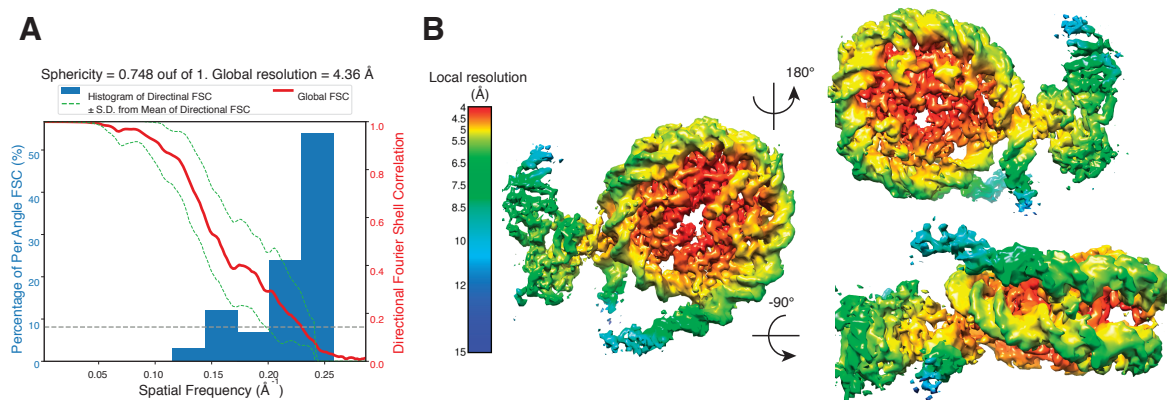 A
Sphericity = 0.748 ouf of 1. Global resolution = 4.36 Å
Histogram of Directinal FSC
± S.D. from Mean of Directional FSC
Global FSC
Percentage of Per Angle FSC (%)
50
40
30
20
10
0
0.05
0.10
0.15
0.20
0.25
Spatial Frequency (Å⁻¹)
1.0
0.8
0.6
0.4
0.2
0.0
Directional Fourier Shell Correlation
B
Local resolution
(Å)
4
4.5
5
5.5
6.5
7.5
8.5
10
12
15
180°
-90°